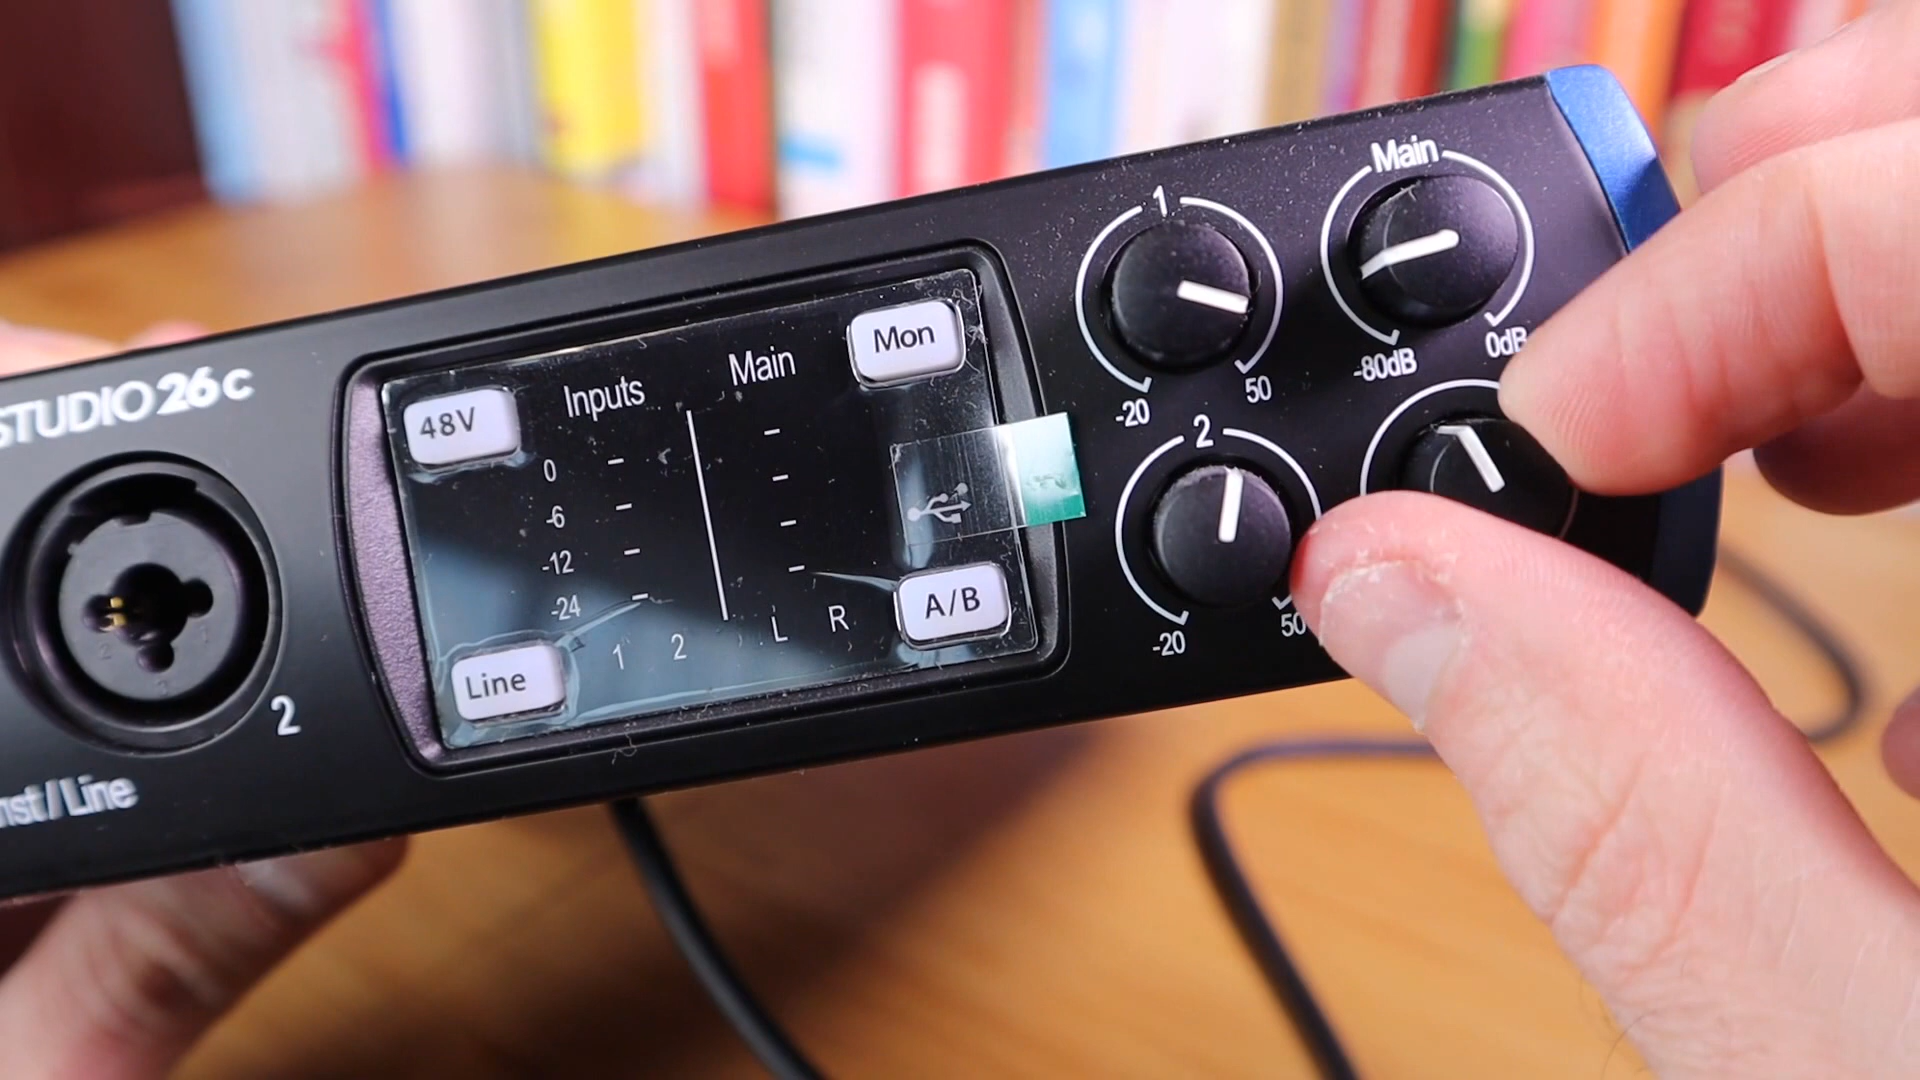 STUDIO 26c
2
nst/Line
48V
Inputs
Main
Mon
0
-6
-12
-24
1
2
L
R
Line
A/B
1
-20
50
2
-20
50
Main
-80dB
0dB